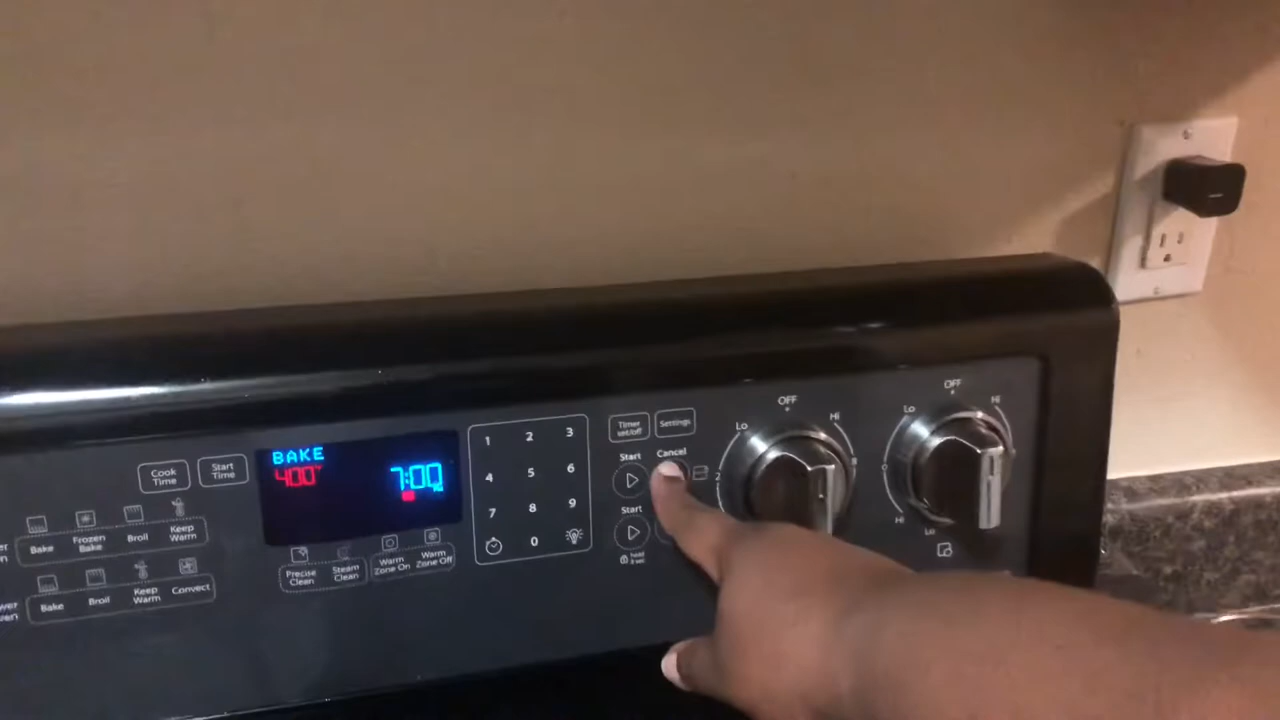 BAKE
400°
7:00
Cook
Time
Start
Time
Bake
Frozen
Bake
Broil
Keep
Warm
Bake
Broil
Keep
Warm
Convect
Precise
Clean
Steam
Clean
Warm
Zone On
Warm
Zone Off
1 2 3
4 5 6
7 8 9
0
Timer
set/off
Settings
Start
Cancel
Start
OFF
Lo
Hi
2
OFF
Lo
Hi
Hi
Lo